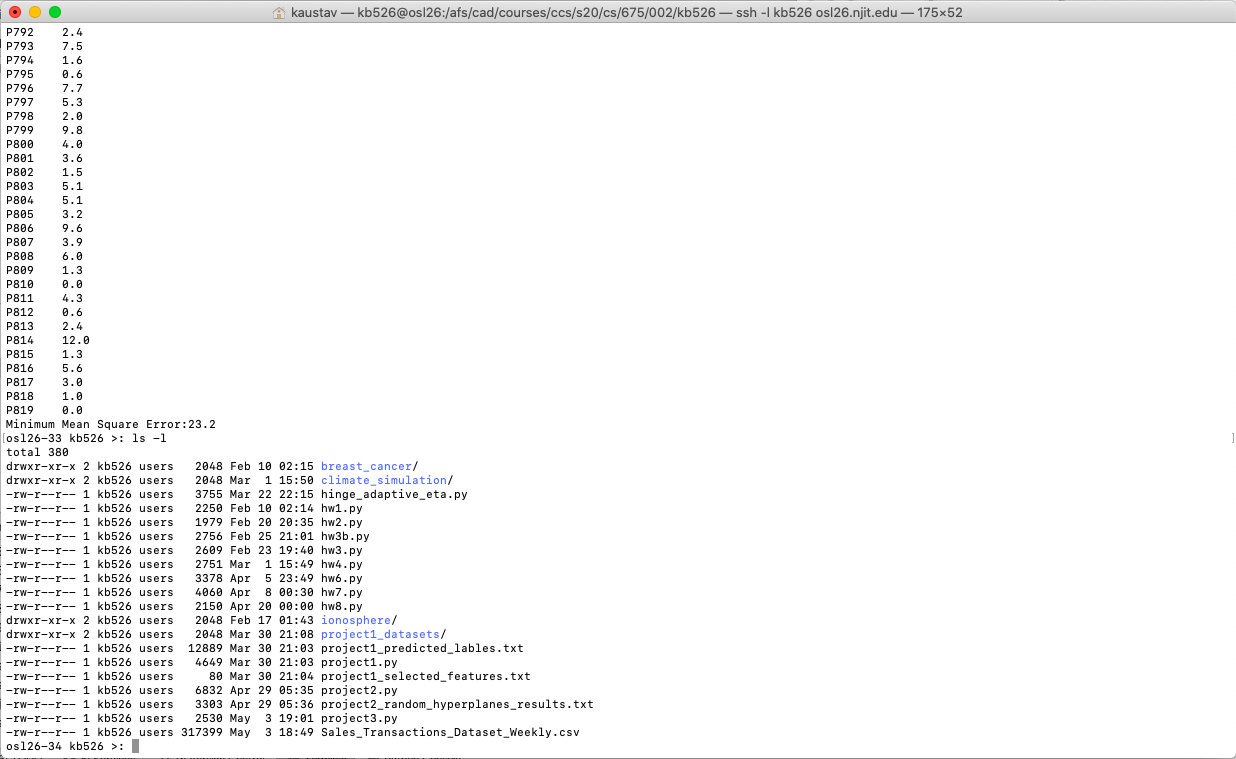 kaustav — kb526@osl26:/afs/cad/courses/ccs/s20/cs/675/002/kb526 — ssh -l kb526 osl26.njit.edu — 175×52
P792    2.4
P793    7.5
P794    1.6
P795    0.6
P796    7.7
P797    5.3
P798    2.0
P799    9.8
P800    4.0
P801    3.6
P802    1.5
P803    5.1
P804    5.1
P805    3.2
P806    9.6
P807    3.9
P808    6.0
P809    1.3
P810    0.0
P811    4.3
P812    0.6
P813    2.4
P814    12.0
P815    1.3
P816    5.6
P817    3.0
P818    1.0
P819    0.0
Minimum Mean Square Error:23.2
[osl26-33 kb526 >: ls -l ]
total 380
drwxr-xr-x 2 kb526 users   2048 Feb 10 02:15 breast_cancer/
drwxr-xr-x 2 kb526 users   2048 Mar  1 15:50 climate_simulation/
-rw-r--r-- 1 kb526 users   3755 Mar 22 22:15 hinge_adaptive_eta.py
-rw-r--r-- 1 kb526 users   2250 Feb 10 02:14 hw1.py
-rw-r--r-- 1 kb526 users   1979 Feb 20 20:35 hw2.py
-rw-r--r-- 1 kb526 users   2756 Feb 25 21:01 hw3b.py
-rw-r--r-- 1 kb526 users   2609 Feb 23 19:40 hw3.py
-rw-r--r-- 1 kb526 users   2751 Mar  1 15:49 hw4.py
-rw-r--r-- 1 kb526 users   3378 Apr  5 23:49 hw6.py
-rw-r--r-- 1 kb526 users   4060 Apr  8 00:30 hw7.py
-rw-r--r-- 1 kb526 users   2150 Apr 20 00:00 hw8.py
drwxr-xr-x 2 kb526 users   2048 Feb 17 01:43 ionosphere/
drwxr-xr-x 2 kb526 users   2048 Mar 30 21:08 project1_datasets/
-rw-r--r-- 1 kb526 users  12889 Mar 30 21:03 project1_predicted_lables.txt
-rw-r--r-- 1 kb526 users   4649 Mar 30 21:03 project1.py
-rw-r--r-- 1 kb526 users     80 Mar 30 21:04 project1_selected_features.txt
-rw-r--r-- 1 kb526 users   6832 Apr 29 05:35 project2.py
-rw-r--r-- 1 kb526 users   3303 Apr 29 05:36 project2_random_hyperplanes_results.txt
-rw-r--r-- 1 kb526 users   2530 May  3 19:01 project3.py
-rw-r--r-- 1 kb526 users 317399 May  3 18:49 Sales_Transactions_Dataset_Weekly.csv
osl26-34 kb526 >: